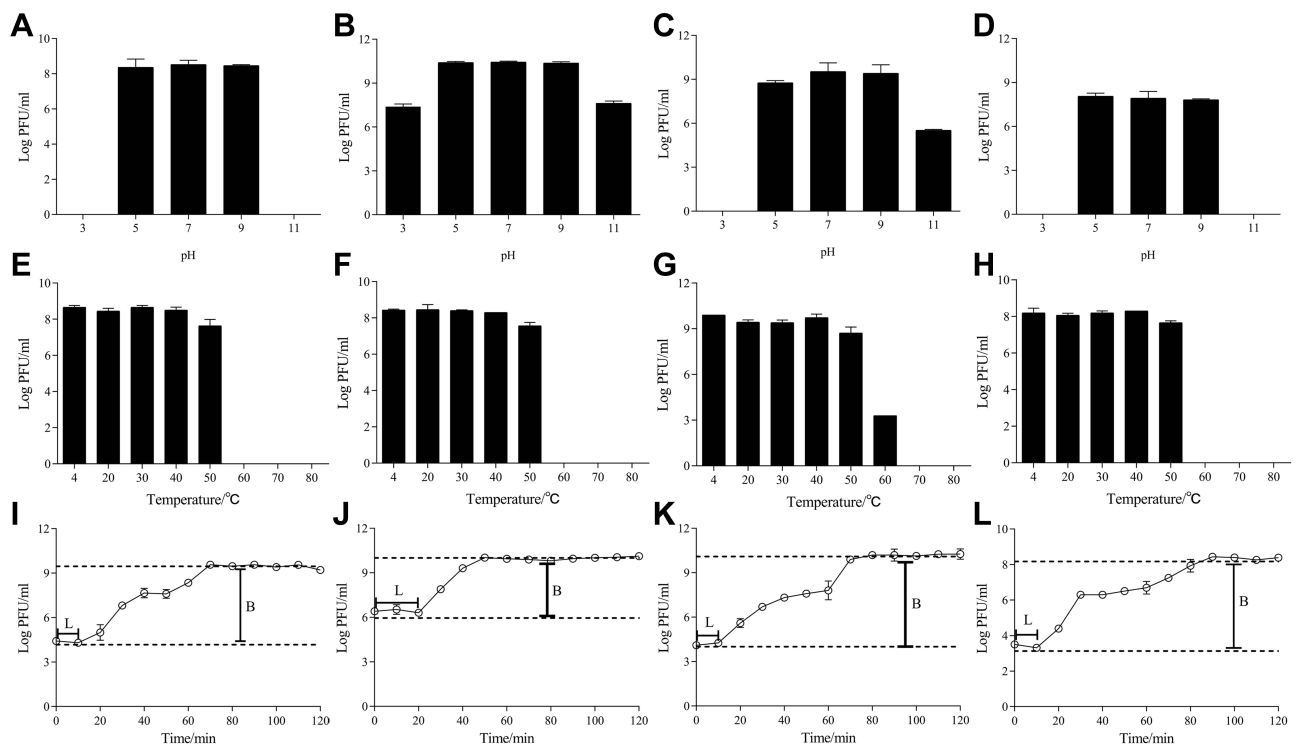 A
B
C
D
10
8
6
4
2
0
Log PFU/ml
3 5 7 9 11
pH
12
9
6
3
0
Log PFU/ml
3 5 7 9 11
pH
12
9
6
3
0
Log PFU/ml
3 5 7 9 11
pH
10
8
6
4
2
0
Log PFU/ml
3 5 7 9 11
pH
E
F
G
H
10
8
6
4
2
0
Log PFU/ml
4 20 30 40 50 60 70 80
Temperature/℃
10
8
6
4
2
0
Log PFU/ml
4 20 30 40 50 60 70 80
Temperature/℃
12
9
6
3
0
Log PFU/ml
4 20 30 40 50 60 70 80
Temperature/℃
10
8
6
4
2
0
Log PFU/ml
4 20 30 40 50 60 70 80
Temperature/℃
I
J
K
L
12
9
6
3
0
Log PFU/ml
L
B
0 20 40 60 80 100 120
Time/min
12
9
6
3
0
Log PFU/ml
L
B
0 20 40 60 80 100 120
Time/min
12
9
6
3
0
Log PFU/ml
L
B
0 20 40 60 80 100 120
Time/min
10
8
6
4
2
0
Log PFU/ml
L
B
0 20 40 60 80 100 120
Time/min